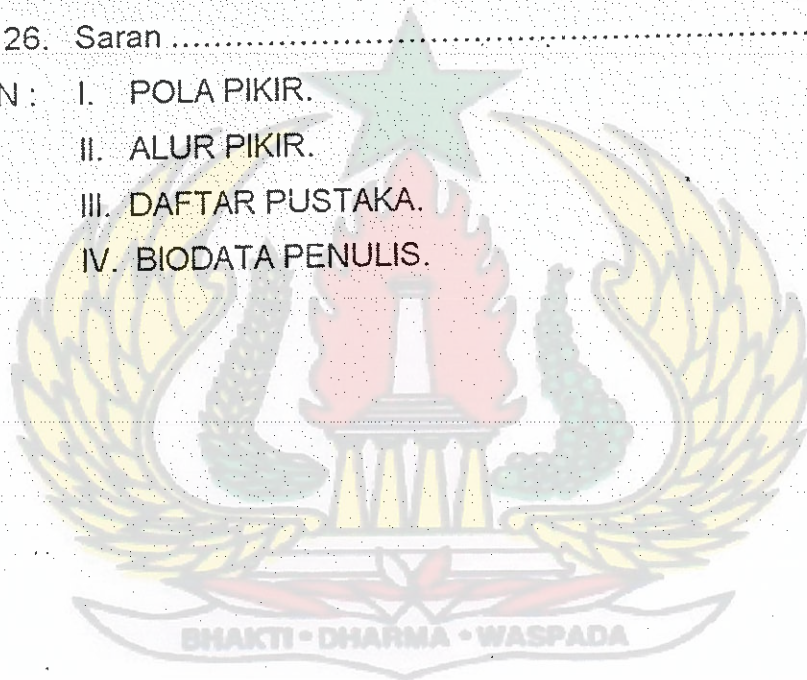 26. Saran ..............................................................................
N : I. POLA PIKIR.
II. ALUR PIKIR.
III. DAFTAR PUSTAKA.
IV. BIODATA PENULIS.
BHAKTI • DHARMA • WASPADA